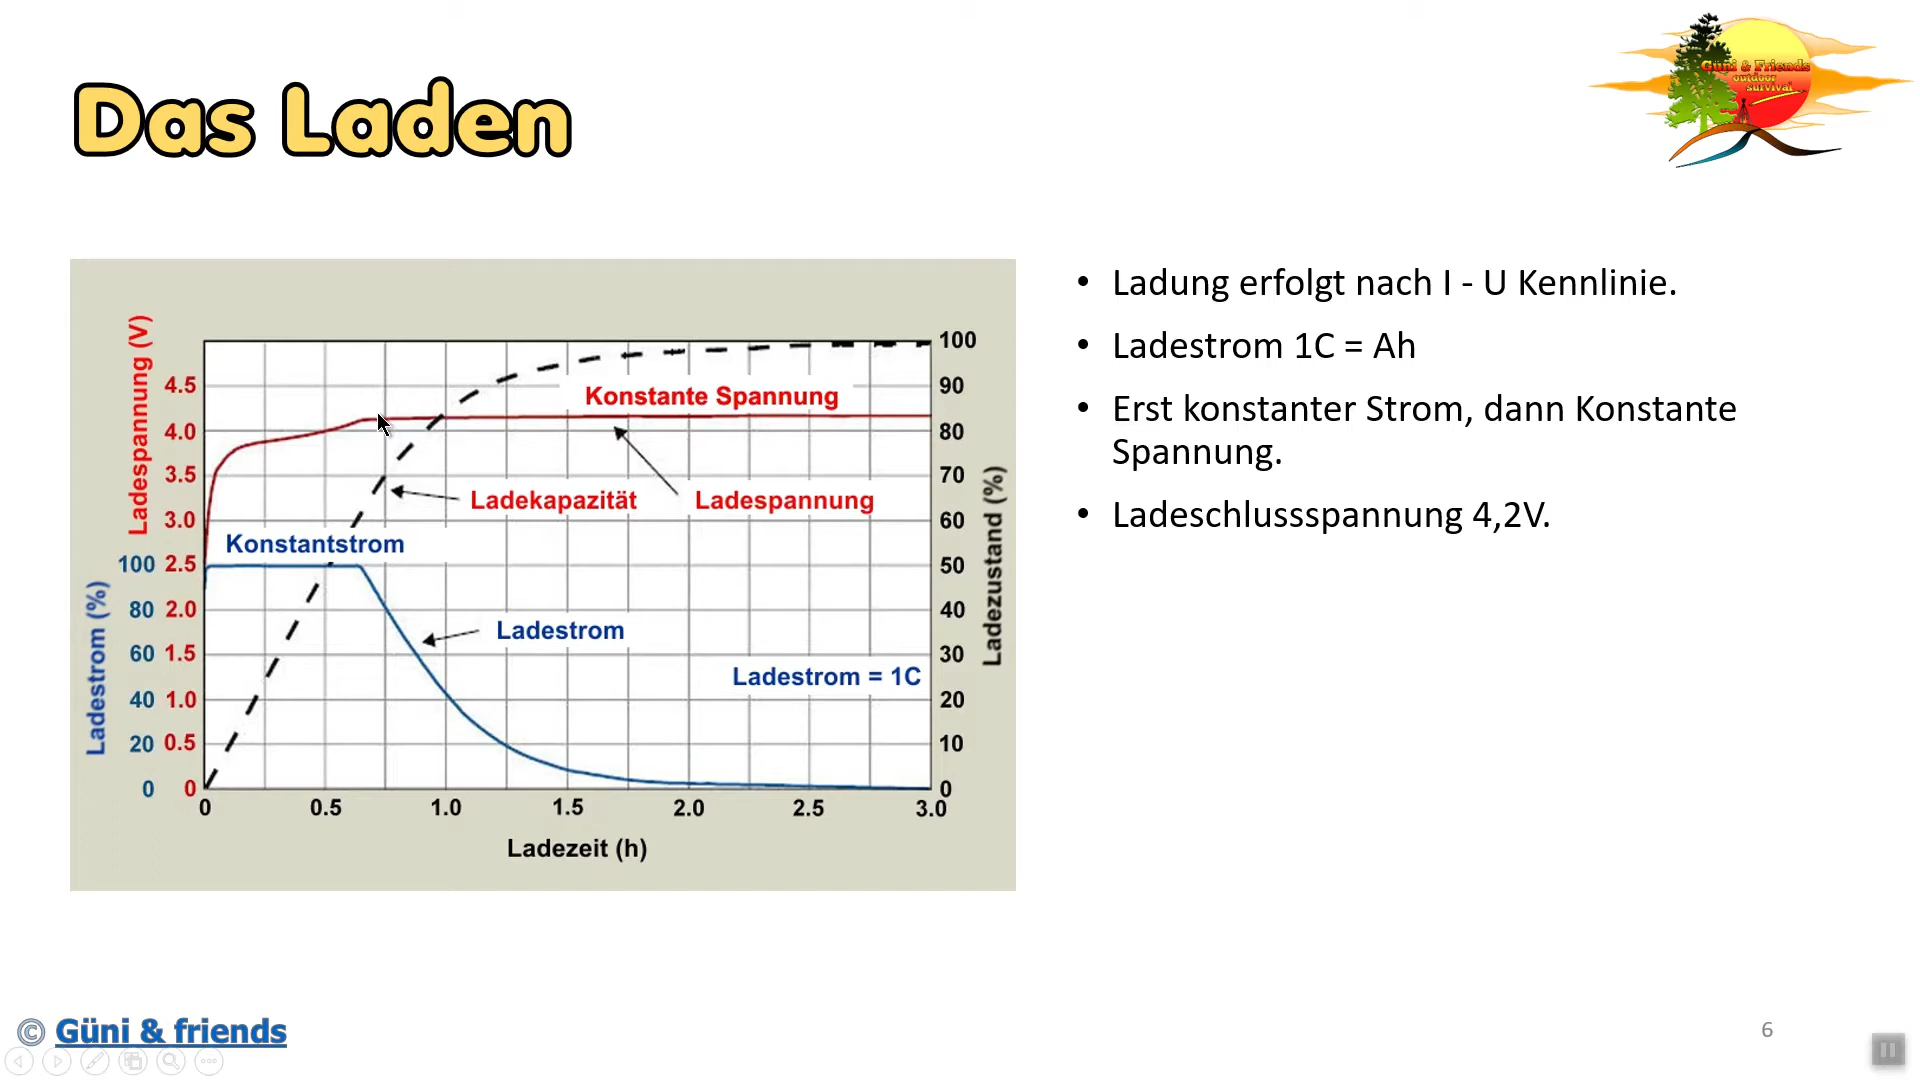 Das Laden
Güni & Friends
outdoor
survival
• Ladung erfolgt nach I - U Kennlinie.
• Ladestrom 1C = Ah
• Erst konstanter Strom, dann Konstante
Spannung.
• Ladeschlussspannung 4,2V.
Ladespannung (V)
4.5
4.0
3.5
3.0
2.5
2.0
1.5
1.0
0.5
0
Ladestrom (%)
100
80
60
40
20
0
Konstante Spannung
Ladekapazität
Ladespannung
Konstantstrom
Ladestrom
Ladestrom = 1C
100
90
80
70
60
50
40
30
20
10
0
Ladezustand (%)
0 0.5 1.0 1.5 2.0 2.5 3.0
Ladezeit (h)
© Güni & friends
6